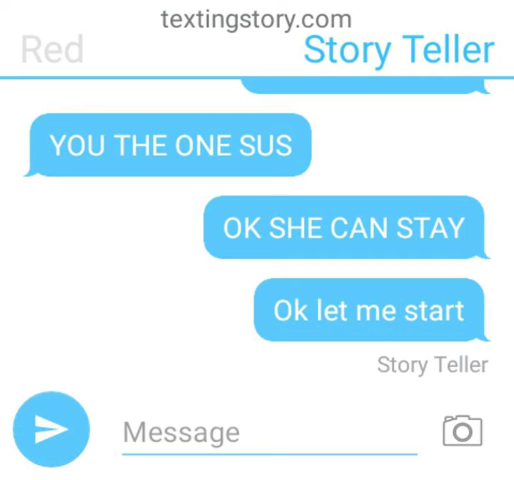 textingstory.com
Red
Story Teller
YOU THE ONE SUS
OK SHE CAN STAY
Ok let me start
Story Teller
Message